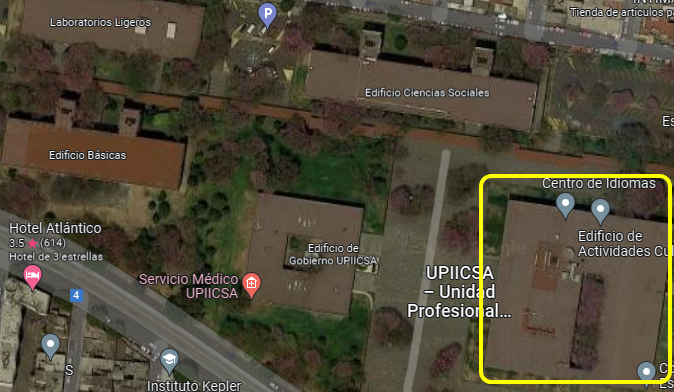 Laboratorios Ligeros
P
Tienda de artículos pa
Edificio Ciencias Sociales
Es
Edificio Básicas
Centro de Idiomas
Hotel Atlántico
3.5 ★ (614)
Hotel de 3 estrellas
Edificio de
Gobierno UPIICSA
Edificio de
Actividades Cul
Servicio Médico
UPIICSA
UPIICSA
– Unidad
Profesional...
4
S
Instituto Kepler
Co
Es